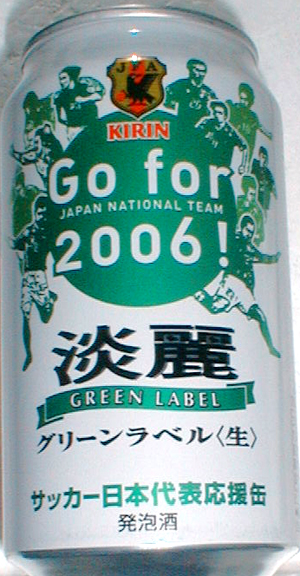 JFA
KIRIN
Go for
JAPAN NATIONAL TEAM
2006!
淡麗
GREEN LABEL
グリーンラベル〈生〉
サッカー日本代表応援缶
発泡酒